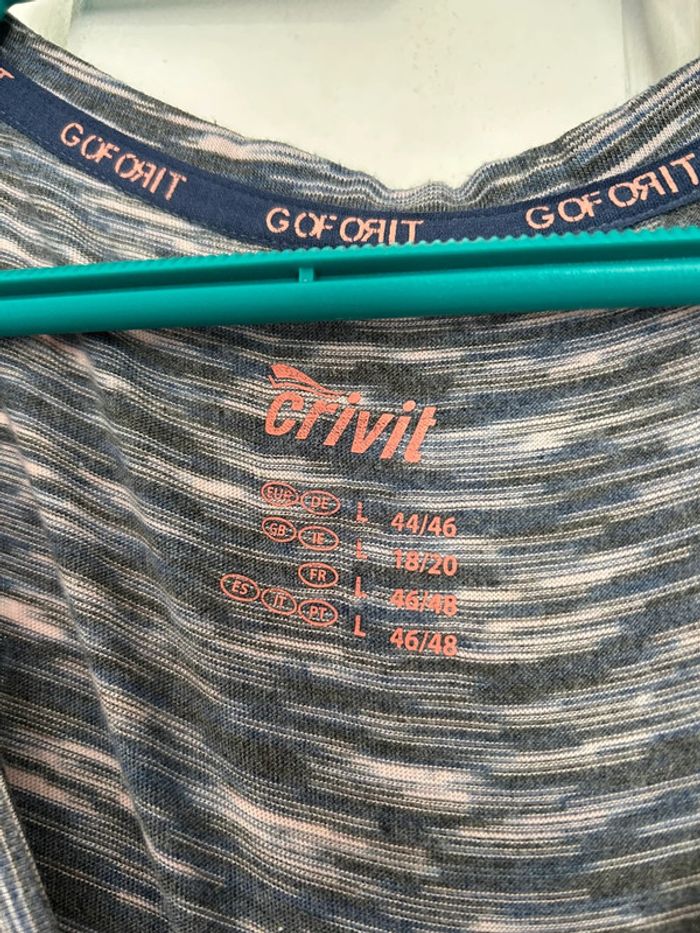 GOFORIT GOFORIT GOFORIT
crivit
EUR DE L 44/46
GB IE L 18/20
FR L 46/48
ES IT PT L 46/48